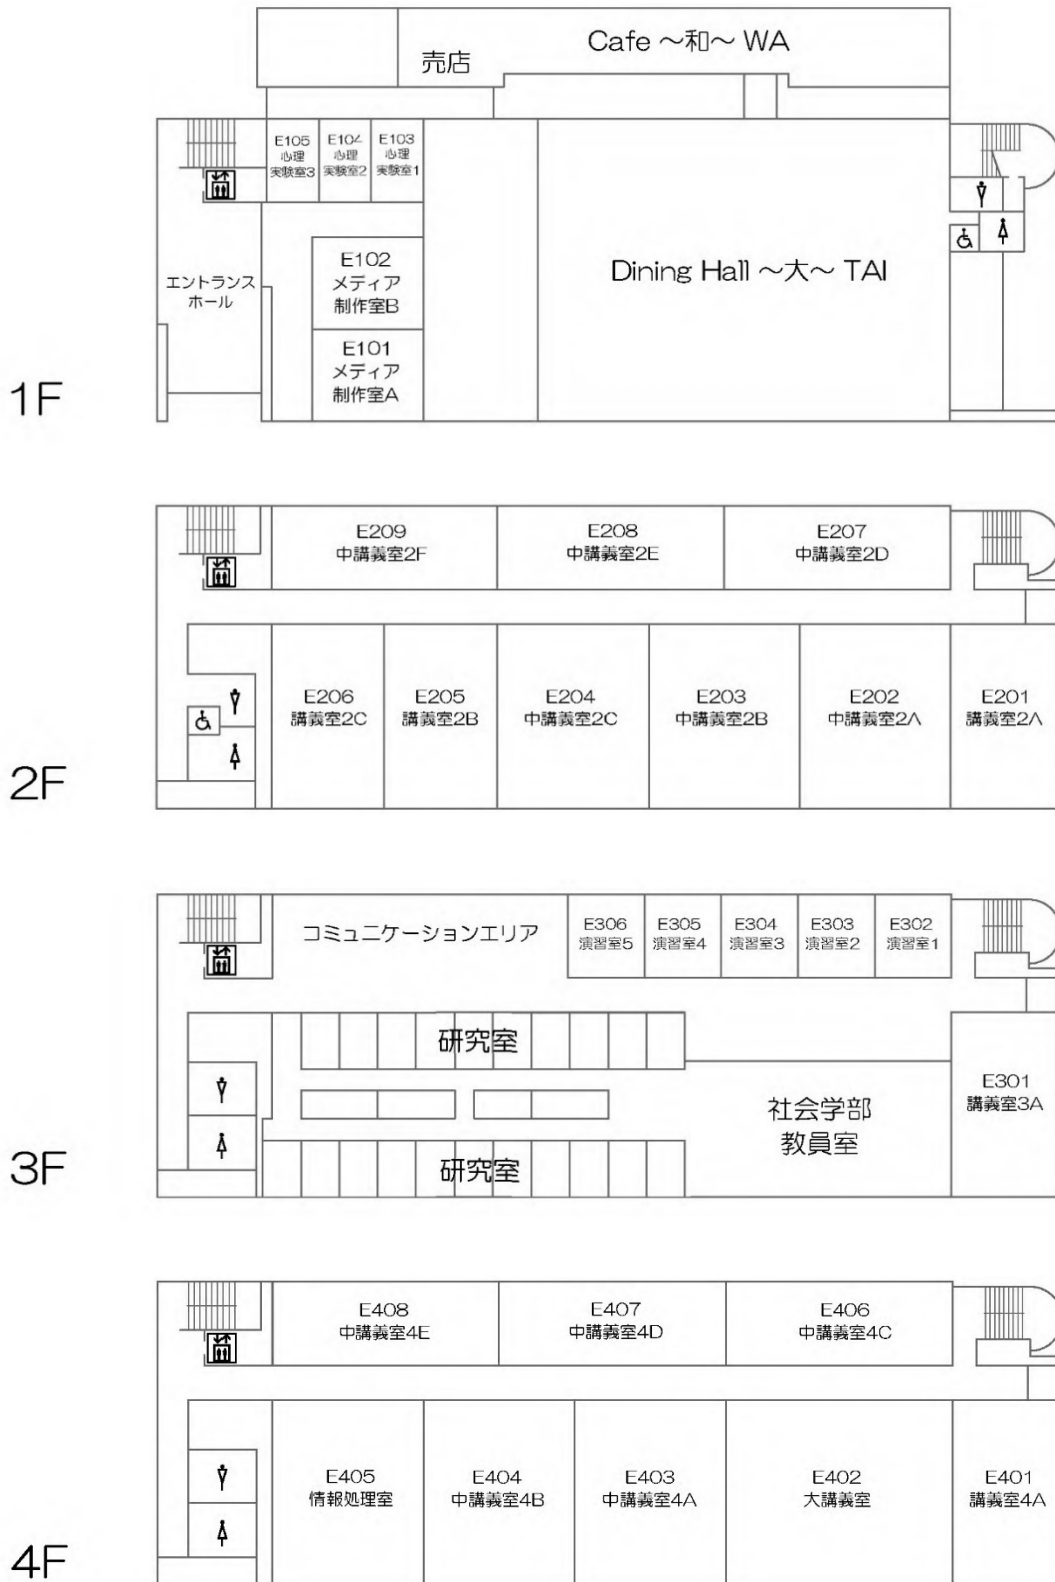 Cafe ～和～ WA
売店
E105
心理
実験室3
E104
心理
実験室2
E103
心理
実験室1
エントランス
ホール
E102
メディア
制作室B
E101
メディア
制作室A
Dining Hall ～大～ TAI
1F
E209
中講義室2F
E208
中講義室2E
E207
中講義室2D
E206
講義室2C
E205
講義室2B
E204
中講義室2C
E203
中講義室2B
E202
中講義室2A
E201
講義室2A
2F
コミュニケーションエリア
E306
演習室5
E305
演習室4
E304
演習室3
E303
演習室2
E302
演習室1
研究室
社会学部
教員室
E301
講義室3A
研究室
3F
E408
中講義室4E
E407
中講義室4D
E406
中講義室4C
E405
情報処理室
E404
中講義室4B
E403
中講義室4A
E402
大講義室
E401
講義室4A
4F